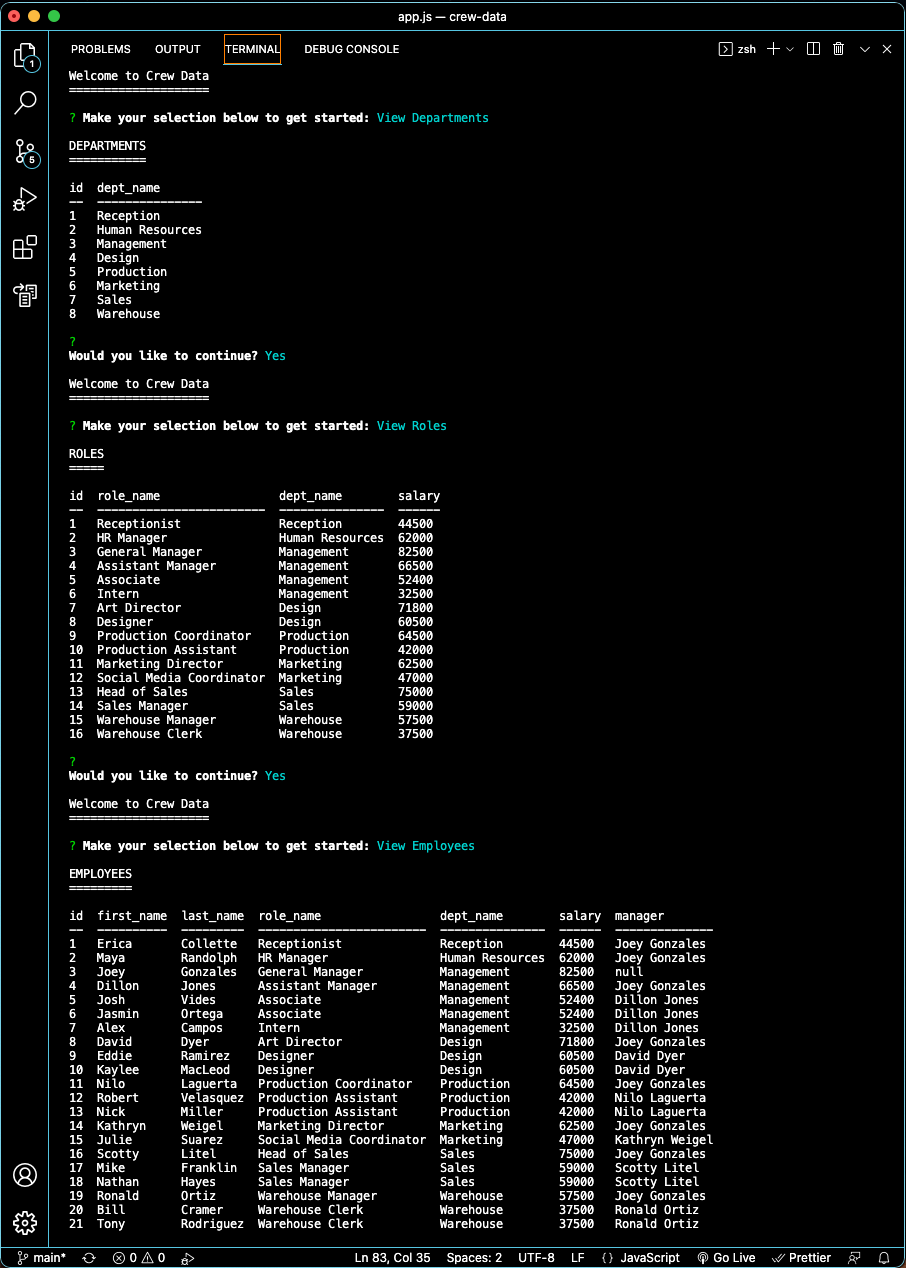 app.js — crew-data
PROBLEMS OUTPUT TERMINAL DEBUG CONSOLE zsh
1
5
Welcome to Crew Data
====================
? Make your selection below to get started: View Departments
DEPARTMENTS
===========
id  dept_name
--  ---------------
1   Reception
2   Human Resources
3   Management
4   Design
5   Production
6   Marketing
7   Sales
8   Warehouse
?
Would you like to continue? Yes
Welcome to Crew Data
====================
? Make your selection below to get started: View Roles
ROLES
=====
id  role_name                 dept_name        salary
--  ------------------------  ---------------  ------
1   Receptionist              Reception        44500
2   HR Manager                Human Resources  62000
3   General Manager           Management       82500
4   Assistant Manager         Management       66500
5   Associate                 Management       52400
6   Intern                    Management       32500
7   Art Director              Design           71800
8   Designer                  Design           60500
9   Production Coordinator    Production       64500
10  Production Assistant      Production       42000
11  Marketing Director        Marketing        62500
12  Social Media Coordinator  Marketing        47000
13  Head of Sales             Sales            75000
14  Sales Manager             Sales            59000
15  Warehouse Manager         Warehouse        57500
16  Warehouse Clerk           Warehouse        37500
?
Would you like to continue? Yes
Welcome to Crew Data
====================
? Make your selection below to get started: View Employees
EMPLOYEES
=========
id  first_name  last_name  role_name                 dept_name        salary  manager
--  ----------  ---------  ------------------------  ---------------  ------  --------------
1   Erica       Collette   Receptionist              Reception        44500   Joey Gonzales
2   Maya        Randolph   HR Manager                Human Resources  62000   Joey Gonzales
3   Joey        Gonzales   General Manager           Management       82500   null
4   Dillon      Jones      Assistant Manager         Management       66500   Joey Gonzales
5   Josh        Vides      Associate                 Management       52400   Dillon Jones
6   Jasmin      Ortega     Associate                 Management       52400   Dillon Jones
7   Alex        Campos     Intern                    Management       32500   Dillon Jones
8   David       Dyer       Art Director              Design           71800   Joey Gonzales
9   Eddie       Ramirez    Designer                  Design           60500   David Dyer
10  Kaylee      MacLeod    Designer                  Design           60500   David Dyer
11  Nilo        Laguerta   Production Coordinator    Production       64500   Joey Gonzales
12  Robert      Velasquez  Production Assistant      Production       42000   Nilo Laguerta
13  Nick        Miller     Production Assistant      Production       42000   Nilo Laguerta
14  Kathryn     Weigel     Marketing Director        Marketing        62500   Joey Gonzales
15  Julie       Suarez     Social Media Coordinator  Marketing        47000   Kathryn Weigel
16  Scotty      Litel      Head of Sales             Sales            75000   Joey Gonzales
17  Mike        Franklin   Sales Manager             Sales            59000   Scotty Litel
18  Nathan      Hayes      Sales Manager             Sales            59000   Scotty Litel
19  Ronald      Ortiz      Warehouse Manager         Warehouse        57500   Joey Gonzales
20  Bill        Cramer     Warehouse Clerk           Warehouse        37500   Ronald Ortiz
21  Tony        Rodriguez  Warehouse Clerk           Warehouse        37500   Ronald Ortiz
main* 0 0 Ln 83, Col 35 Spaces: 2 UTF-8 LF {} JavaScript Go Live Prettier